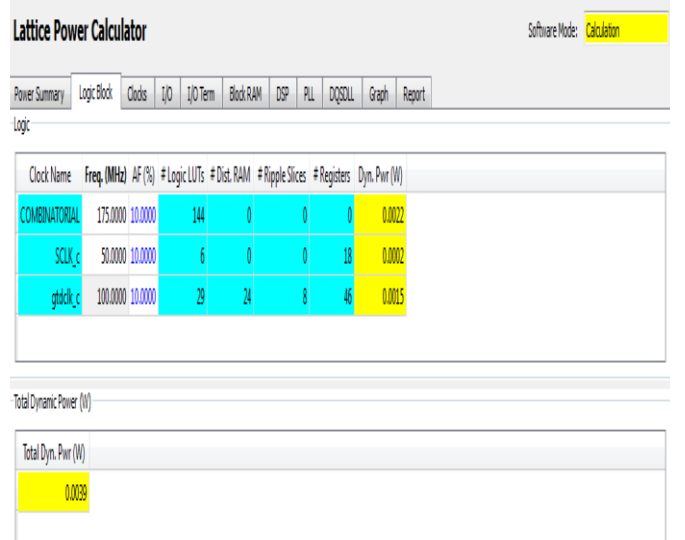 Lattice Power Calculator Software Mode: Calculation
Power Summary Logic Block Clocks I/O I/O Term Block RAM DSP PLL DQSDLL Graph Report
Logic
Clock Name Freq. (MHz) AF (%) # Logic LUTs # Dist. RAM # Ripple Slices # Registers Dyn. Pwr (W)
COMBINATORIAL 175.0000 10.0000 144 0 0 0 0.0022
SCLK_c 50.0000 10.0000 6 0 0 18 0.0002
gtdclk_c 100.0000 10.0000 29 24 8 46 0.0015
Total Dynamic Power (W)
Total Dyn. Pwr (W)
0.0039